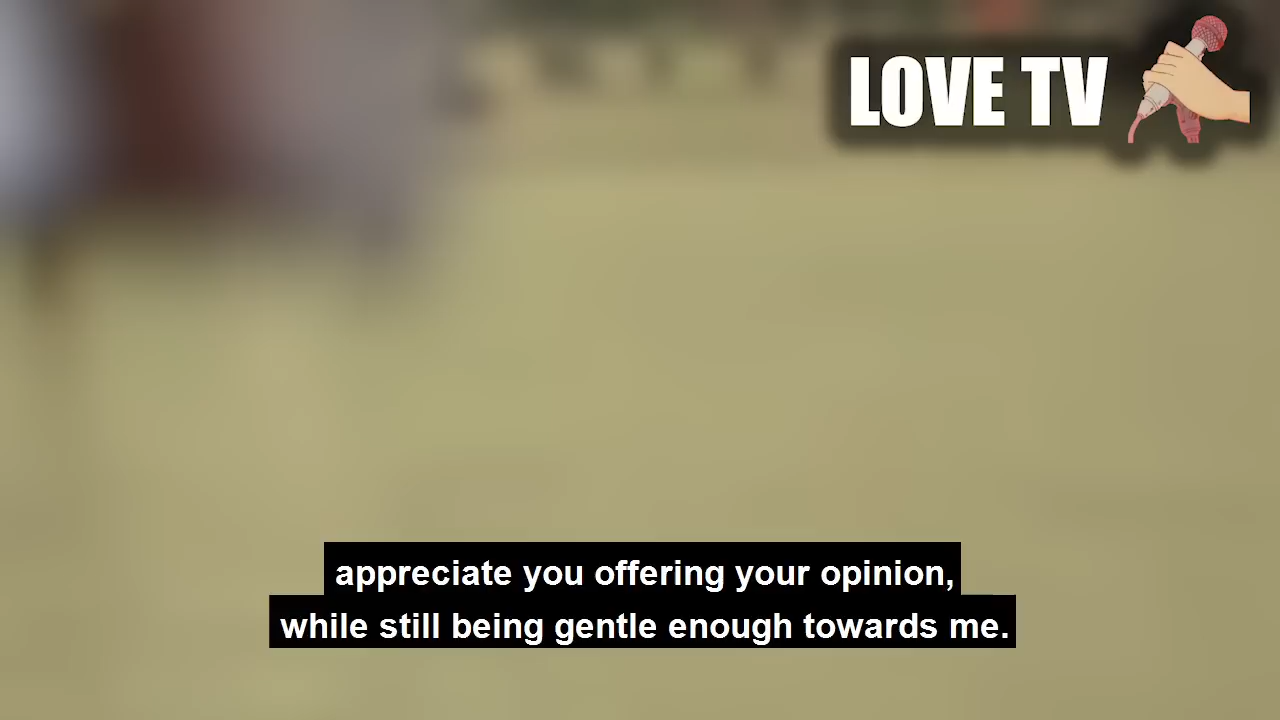 LOVE TV
appreciate you offering your opinion,
while still being gentle enough towards me.